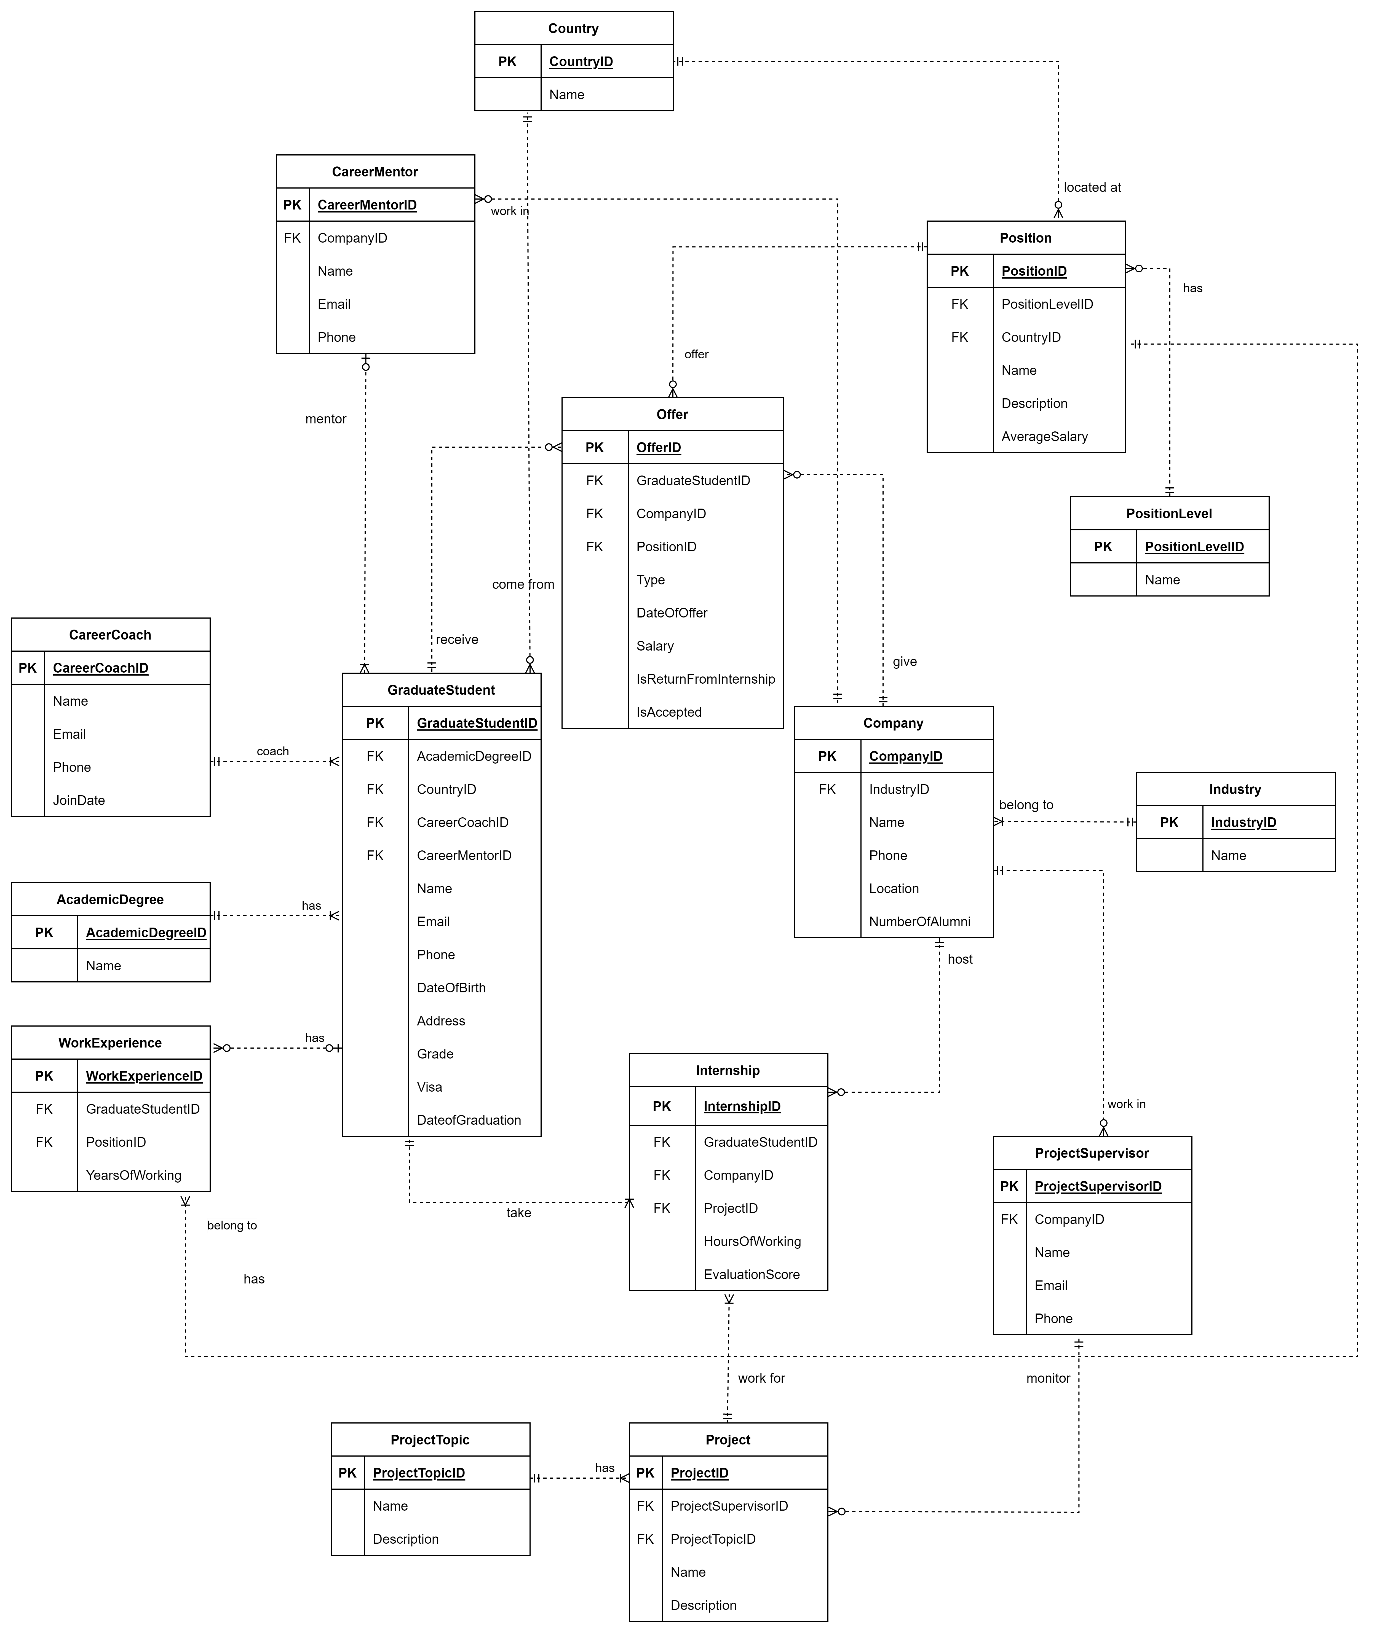 Country
PK CountryID
Name
located at
CareerMentor
PK CareerMentorID
FK CompanyID
Name
Email
Phone
work in
mentor
Position
PK PositionID
FK PositionLevelID
FK CountryID
Name
Description
AverageSalary
has
offer
Offer
PK OfferID
FK GraduateStudentID
FK CompanyID
FK PositionID
Type
DateOfOffer
Salary
IsReturnFromInternship
IsAccepted
PositionLevel
PK PositionLevelID
Name
come from
receive
give
CareerCoach
PK CareerCoachID
Name
Email
Phone
JoinDate
coach
GraduateStudent
PK GraduateStudentID
FK AcademicDegreeID
FK CountryID
FK CareerCoachID
FK CareerMentorID
Name
Email
Phone
DateOfBirth
Address
Grade
Visa
DateofGraduation
Company
PK CompanyID
FK IndustryID
Name
Phone
Location
NumberOfAlumni
belong to
Industry
PK IndustryID
Name
AcademicDegree
PK AcademicDegreeID
Name
has
host
WorkExperience
PK WorkExperienceID
FK GraduateStudentID
FK PositionID
YearsOfWorking
has
belong to
has
take
Internship
PK InternshipID
FK GraduateStudentID
FK CompanyID
FK ProjectID
HoursOfWorking
EvaluationScore
work in
ProjectSupervisor
PK ProjectSupervisorID
FK CompanyID
Name
Email
Phone
work for
monitor
ProjectTopic
PK ProjectTopicID
Name
Description
has
Project
PK ProjectID
FK ProjectSupervisorID
FK ProjectTopicID
Name
Description